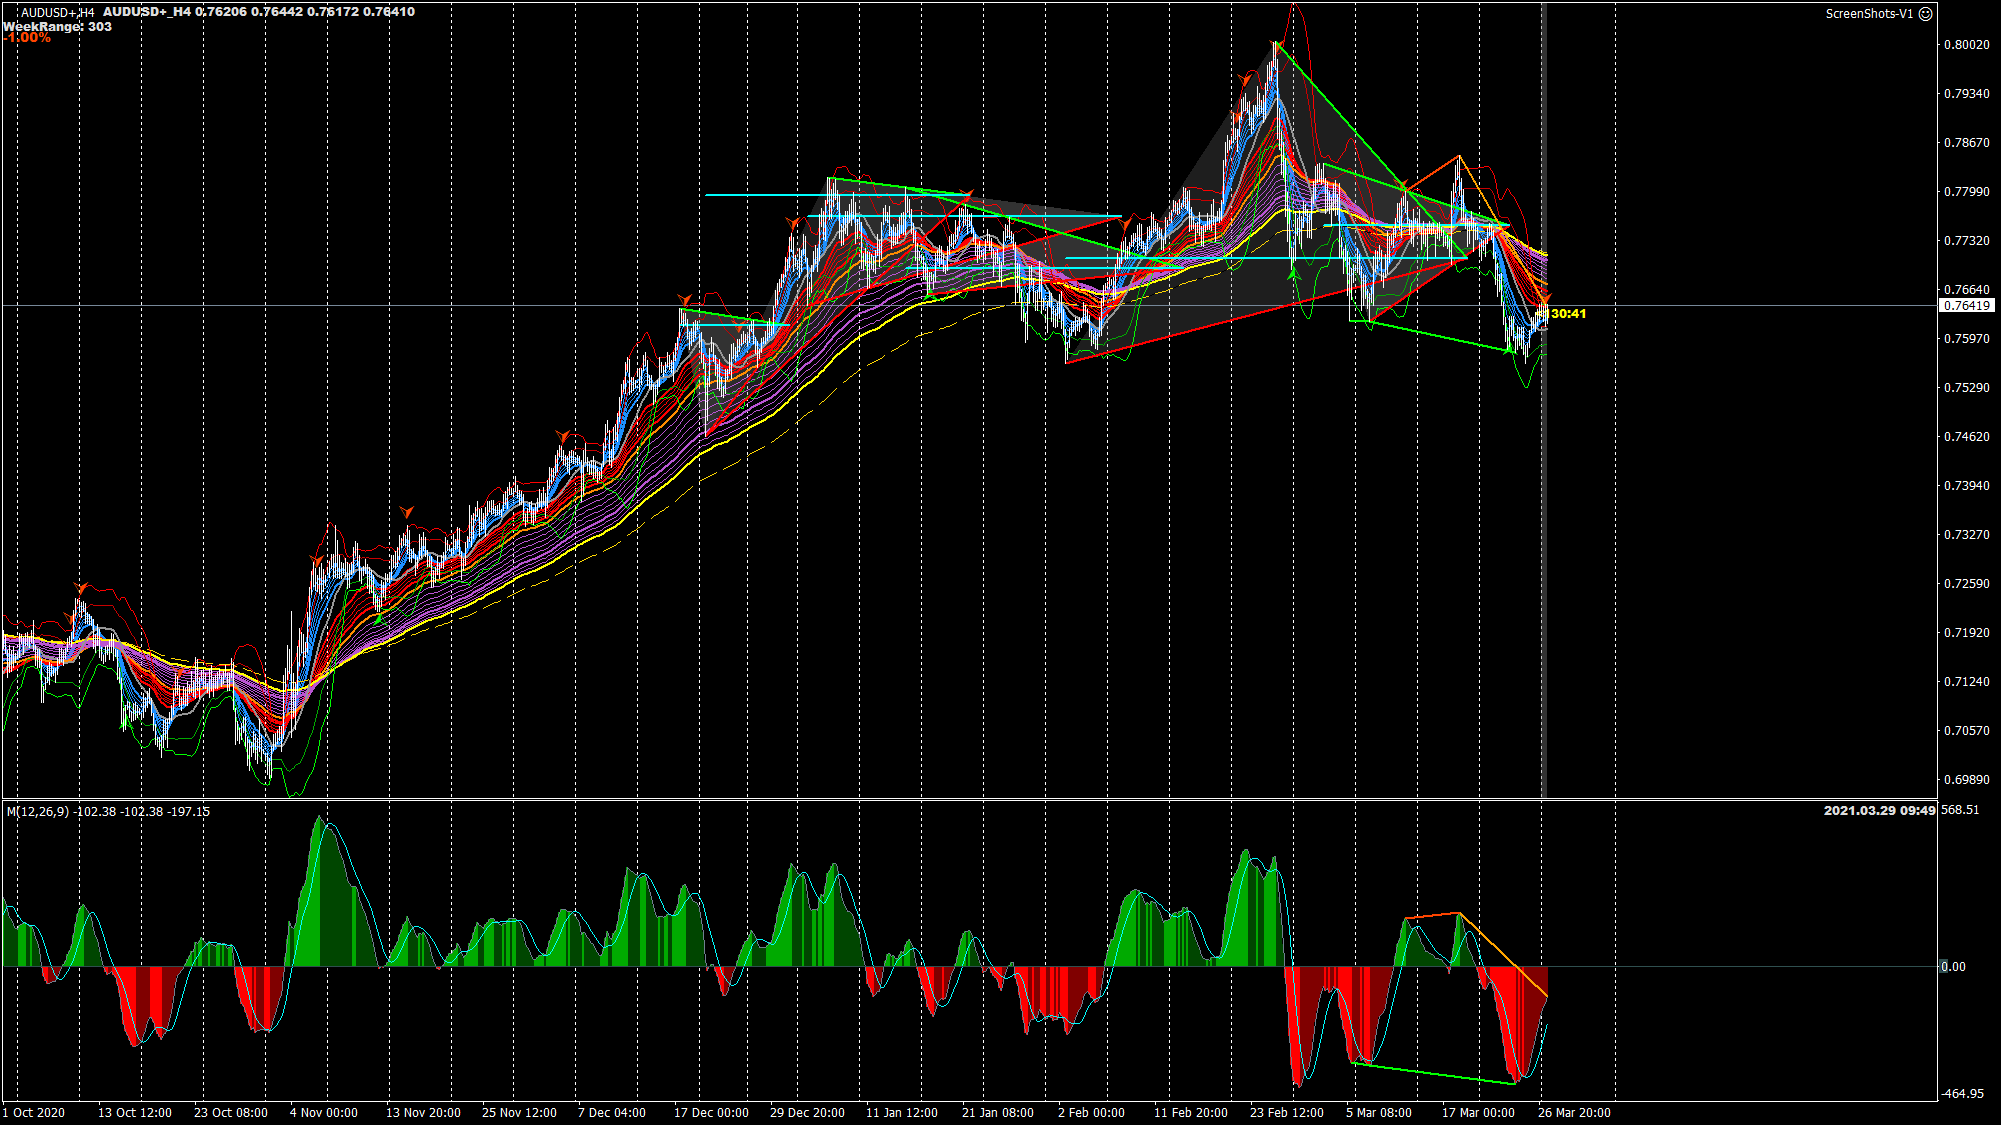 AUDUSD+,H4 AUDUSD+_H4 0.76206 0.76442 0.76172 0.76410
WeekRange: 303
-1.00%
ScreenShots-V1 ☺
0.80020
0.79340
0.78670
0.77990
0.77320
0.76640
0.76419
130:41
0.75970
0.75290
0.74620
0.73940
0.73270
0.72590
0.71920
0.71240
0.70570
0.69890
M(12,26,9) -102.38 -102.38 -197.15
2021.03.29 09:49
568.51
0.00
-464.95
1 Oct 2020
13 Oct 12:00
23 Oct 08:00
4 Nov 00:00
13 Nov 20:00
25 Nov 12:00
7 Dec 04:00
17 Dec 00:00
29 Dec 20:00
11 Jan 12:00
21 Jan 08:00
2 Feb 00:00
11 Feb 20:00
23 Feb 12:00
5 Mar 08:00
17 Mar 00:00
26 Mar 20:00